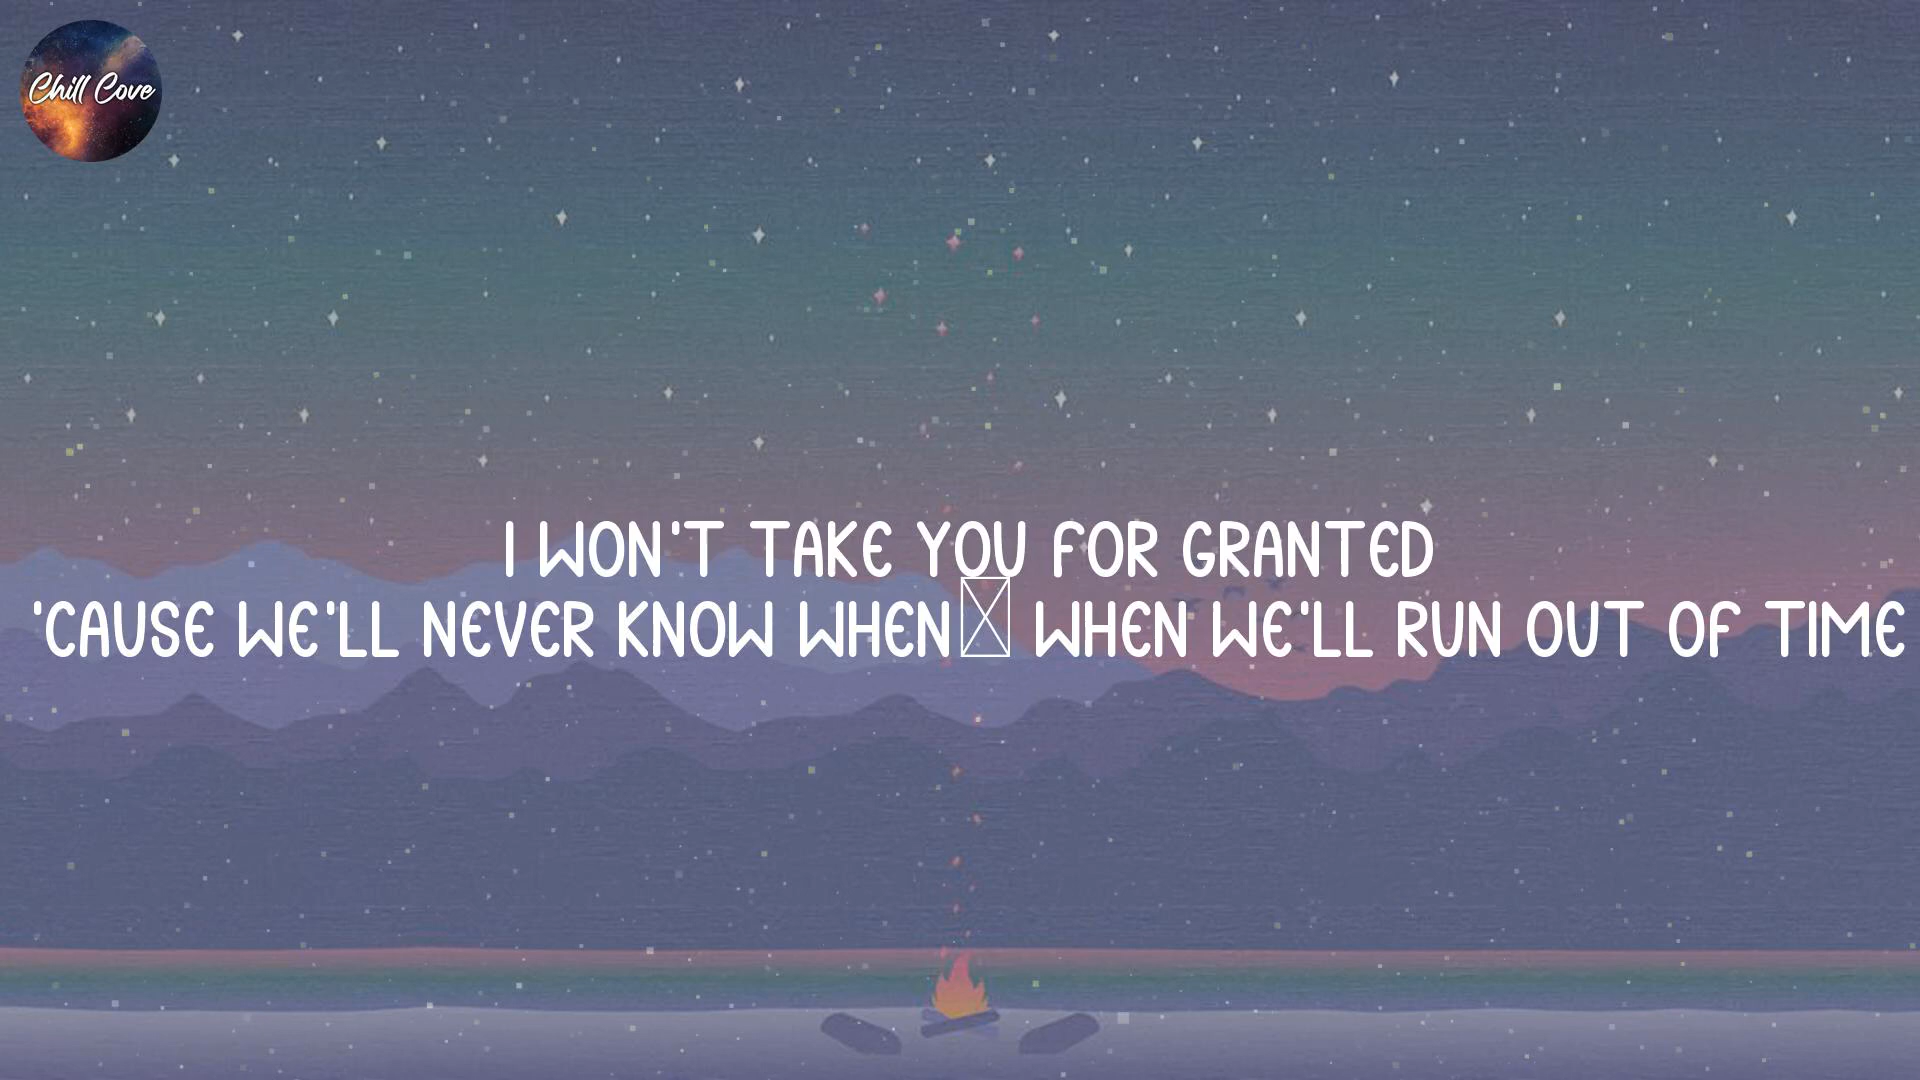 Chill Cove
I WON'T TAKE YOU FOR GRANTED
'CAUSE WE'LL NEVER KNOW WHEN WHEN WE'LL RUN OUT OF TIME